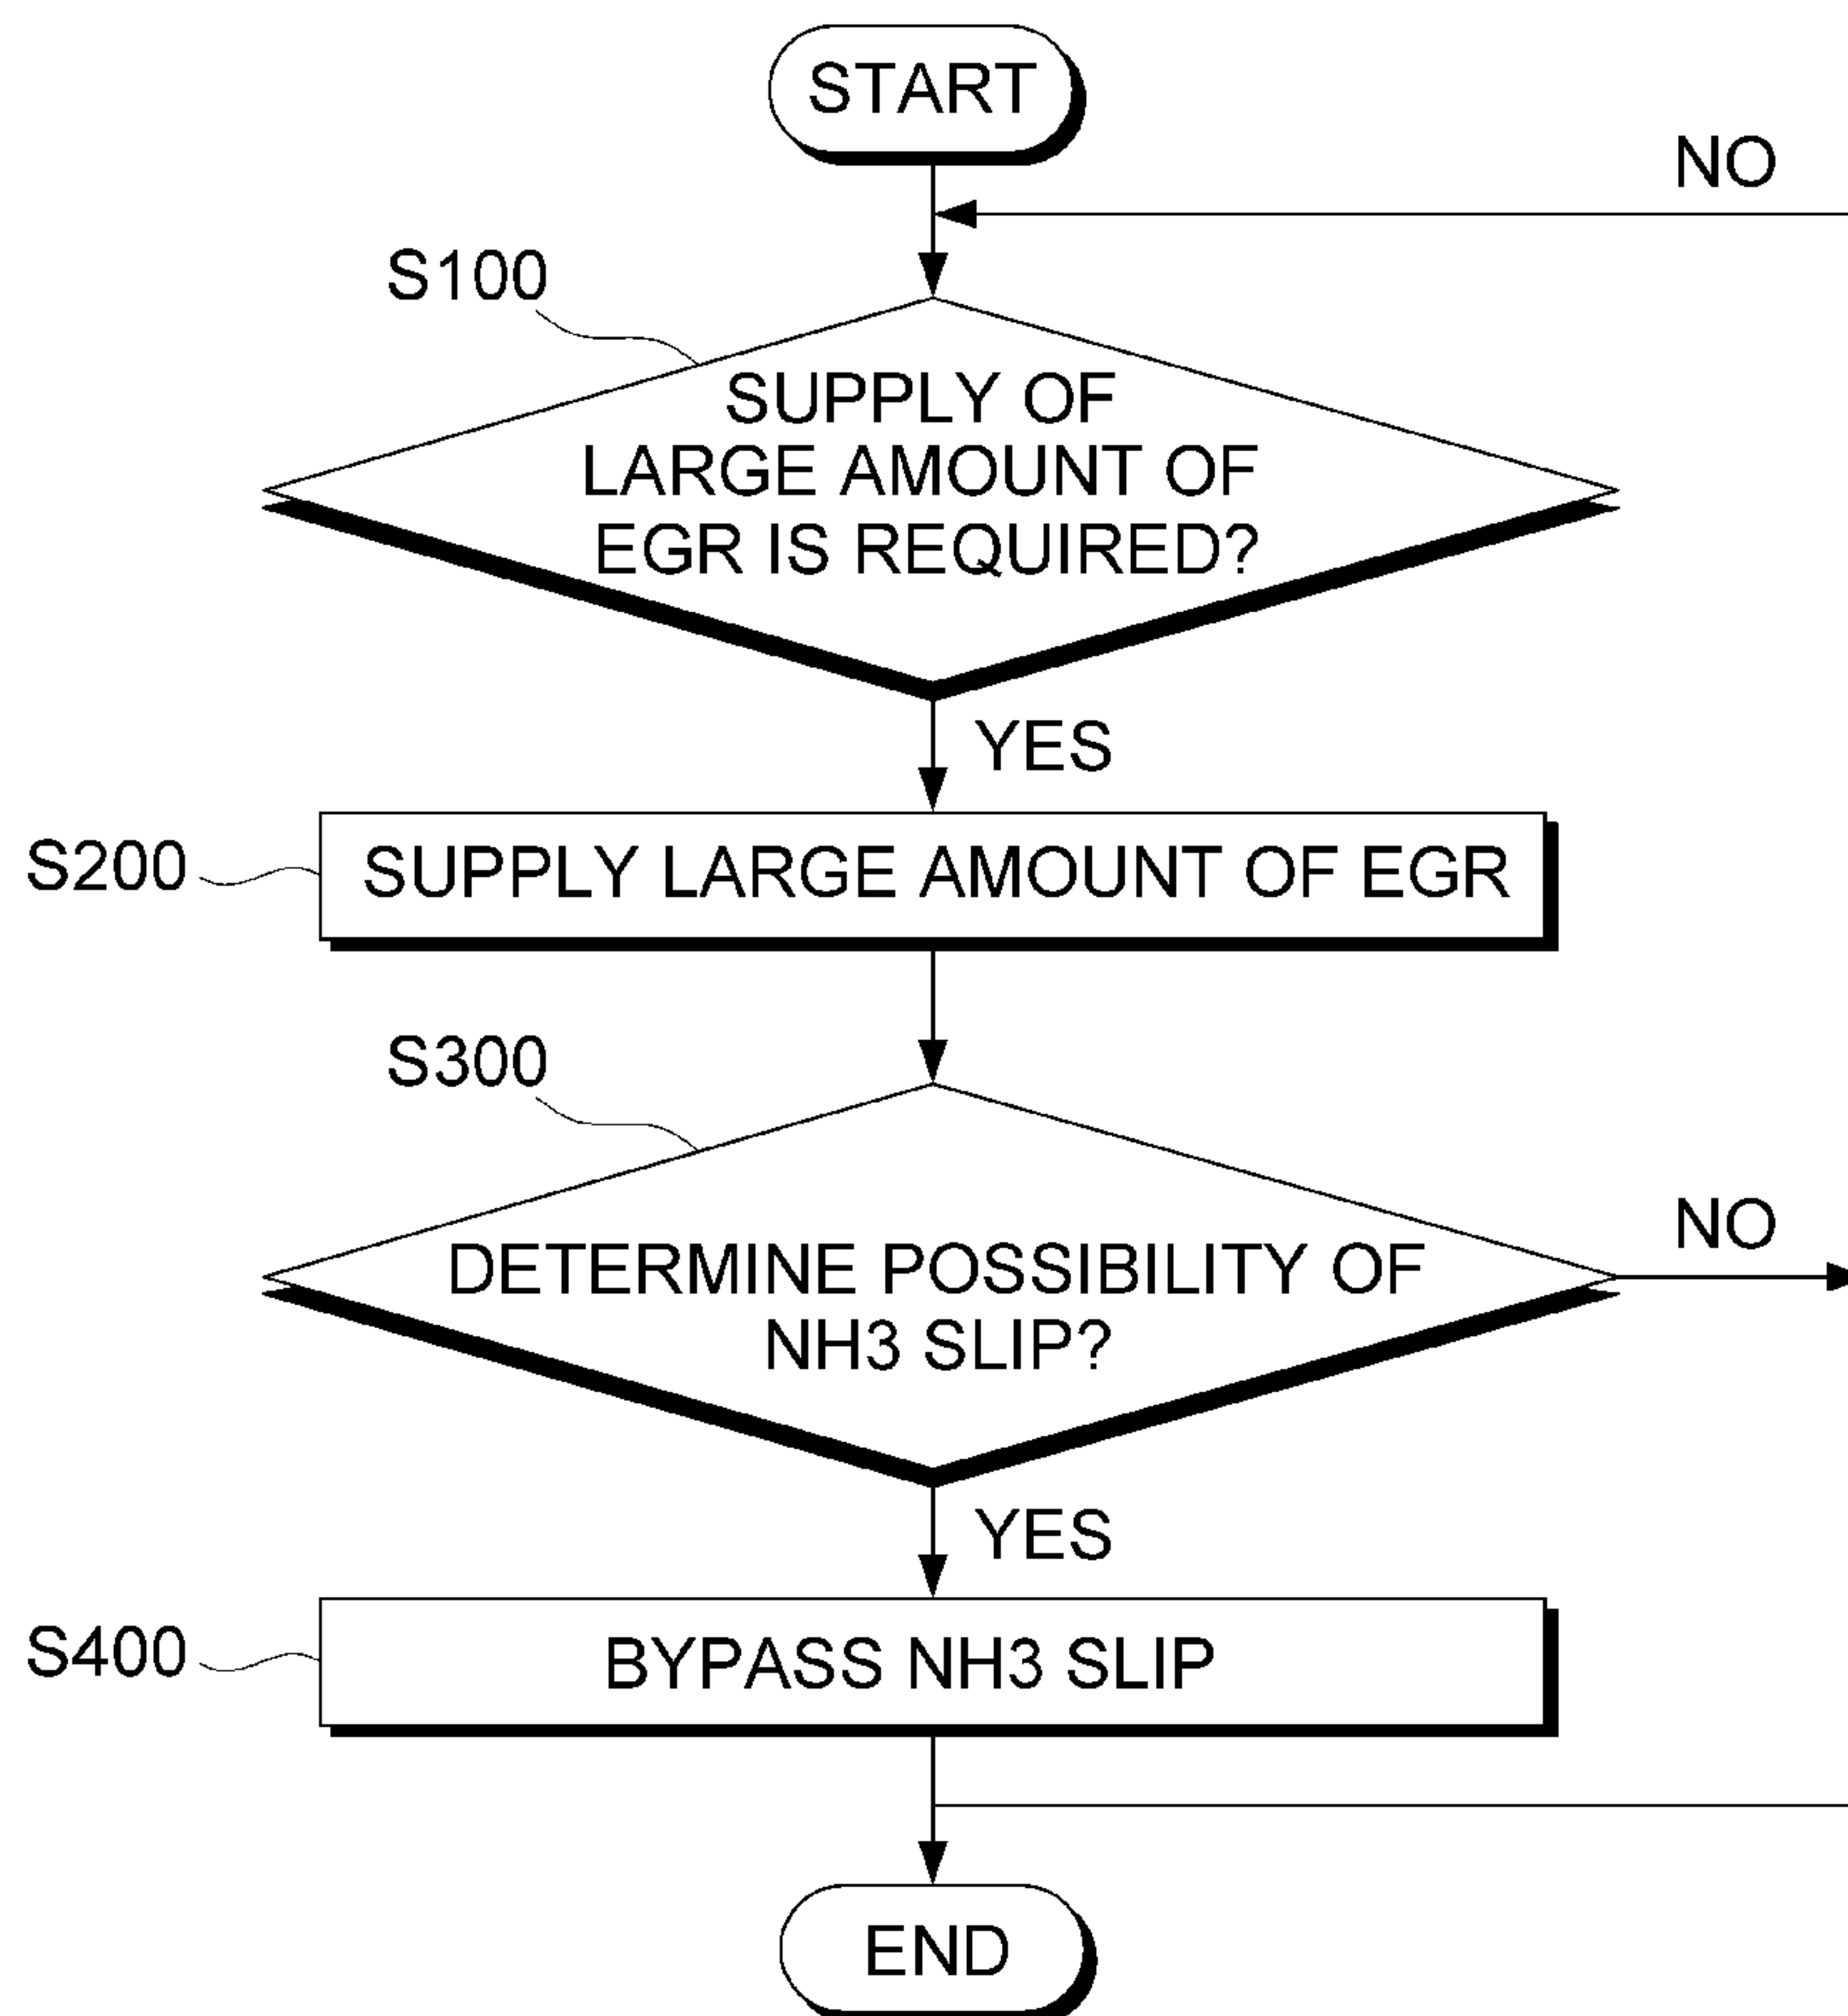 START
NO
S100
SUPPLY OF
LARGE AMOUNT OF
EGR IS REQUIRED?
YES
S200
SUPPLY LARGE AMOUNT OF EGR
S300
DETERMINE POSSIBILITY OF
NH3 SLIP?
NO
YES
S400
BYPASS NH3 SLIP
END